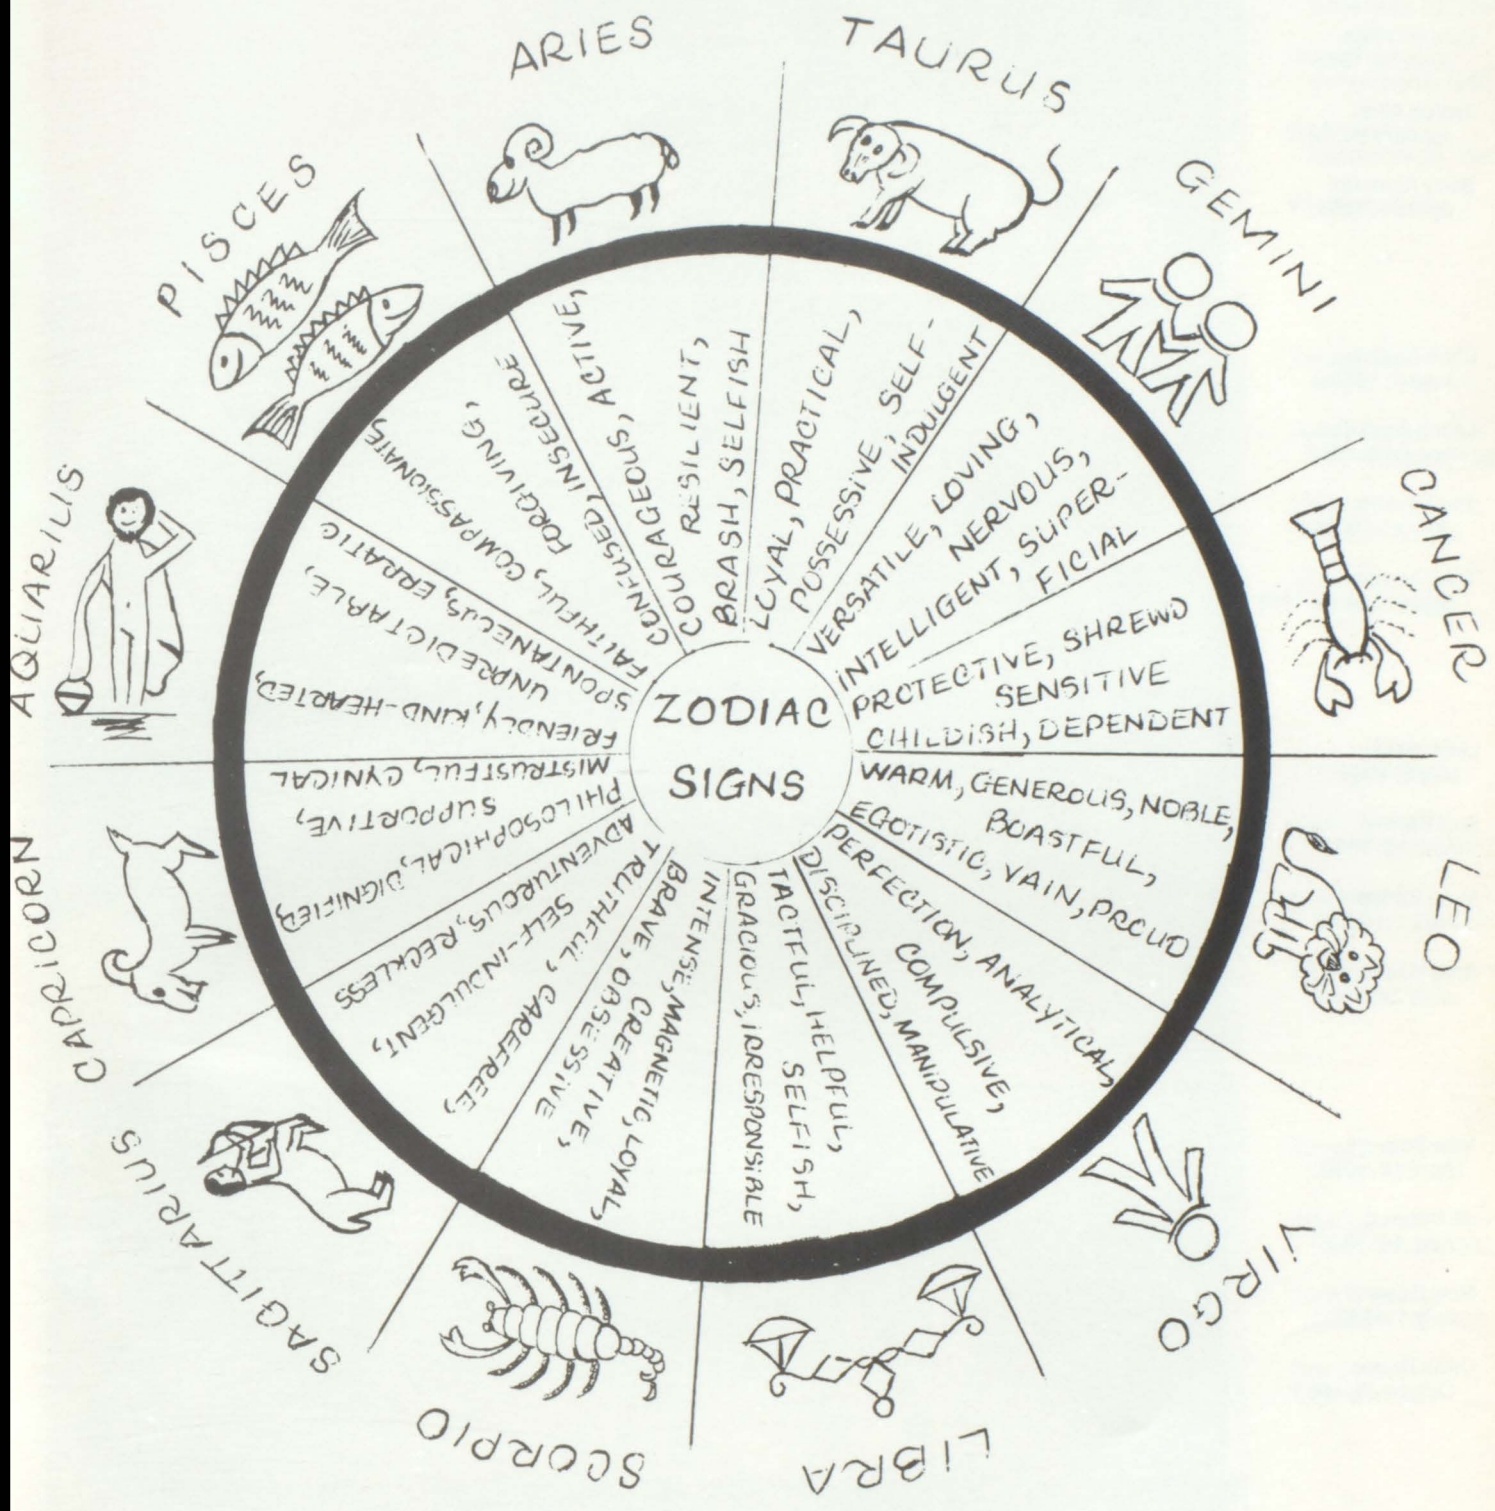 ARIES
TAURUS
GEMINI
CANCER
LEO
VIRGO
LIBRA
SCORPIO
SAGITTARIUS
CAPRICORN
AQUARIUS
PISCES
ZODIAC
SIGNS
COURAGEOUS, ACTIVE,
RESILIENT,
BRASH, SELFISH
LOYAL, PRACTICAL,
POSSESSIVE, SELF-
INDULGENT
VERSATILE, LOVING,
NERVOUS,
INTELLIGENT, SUPER-
FICIAL
PROTECTIVE, SHREWD
SENSITIVE
CHILDISH, DEPENDENT
WARM, GENEROUS, NOBLE,
BOASTFUL,
EGOTISTIC, VAIN, PROUD
PERFECTION, ANALYTICAL,
COMPULSIVE,
DISCIPLINED, MANIPULATIVE
TACTFUL, HELPFUL,
SELFISH,
GRACIOUS, IRRESPONSIBLE
INTENSE, MAGNETIC, LOYAL,
CREATIVE,
BRAVE, OBSESSIVE
TRUTHFUL, CAREFREE,
SELF-INDULGENT,
ADVENTUROUS, RECKLESS
PHILOSOPHICAL, DIGNIFIED,
SUPPORTIVE,
MISTRUSTFUL, CYNICAL
FRIENDLY, KIND-HEARTED,
UNPREDICTABLE,
SPONTANEOUS, ERRATIC
FAITHFUL, COMPASSIONATE,
FORGIVING,
CONFUSED, INSECURE